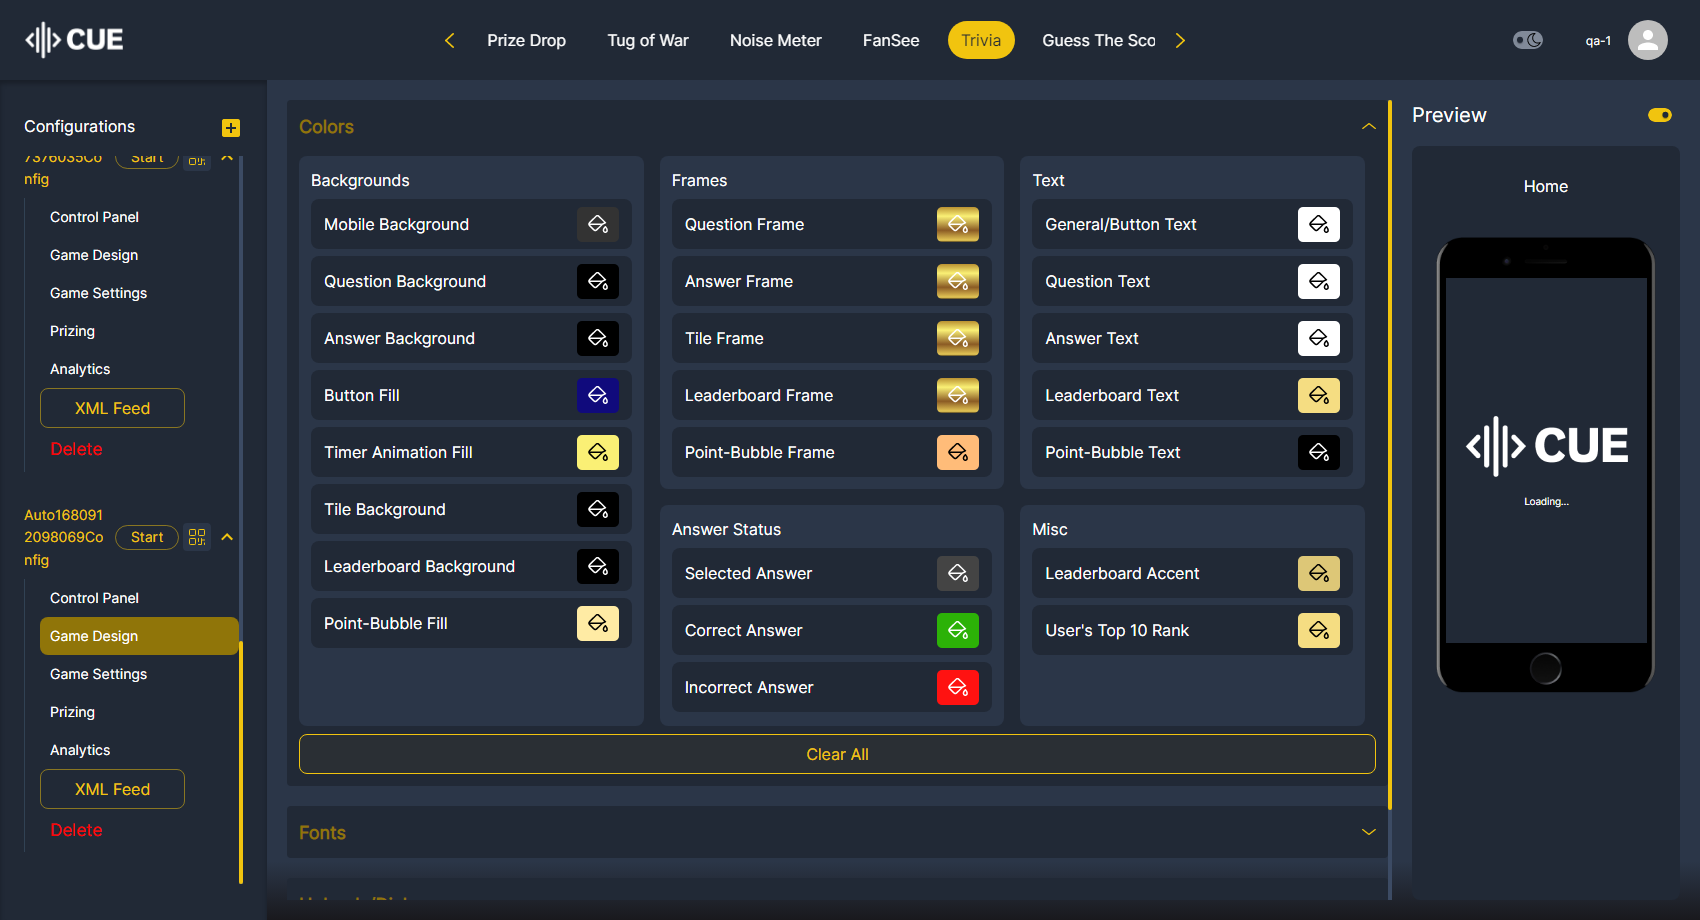 CUE
Prize Drop
Tug of War
Noise Meter
FanSee
Trivia
Guess The Sco
qa-1
Configurations
7376035Co
nfig
Start
Control Panel
Game Design
Game Settings
Prizing
Analytics
XML Feed
Delete
Auto168091
2098069Co
nfig
Start
Control Panel
Game Design
Game Settings
Prizing
Analytics
XML Feed
Delete
Colors
Backgrounds
Mobile Background
Question Background
Answer Background
Button Fill
Timer Animation Fill
Tile Background
Leaderboard Background
Point-Bubble Fill
Frames
Question Frame
Answer Frame
Tile Frame
Leaderboard Frame
Point-Bubble Frame
Text
General/Button Text
Question Text
Answer Text
Leaderboard Text
Point-Bubble Text
Answer Status
Selected Answer
Correct Answer
Incorrect Answer
Misc
Leaderboard Accent
User's Top 10 Rank
Clear All
Fonts
Preview
Home
CUE
Loading...